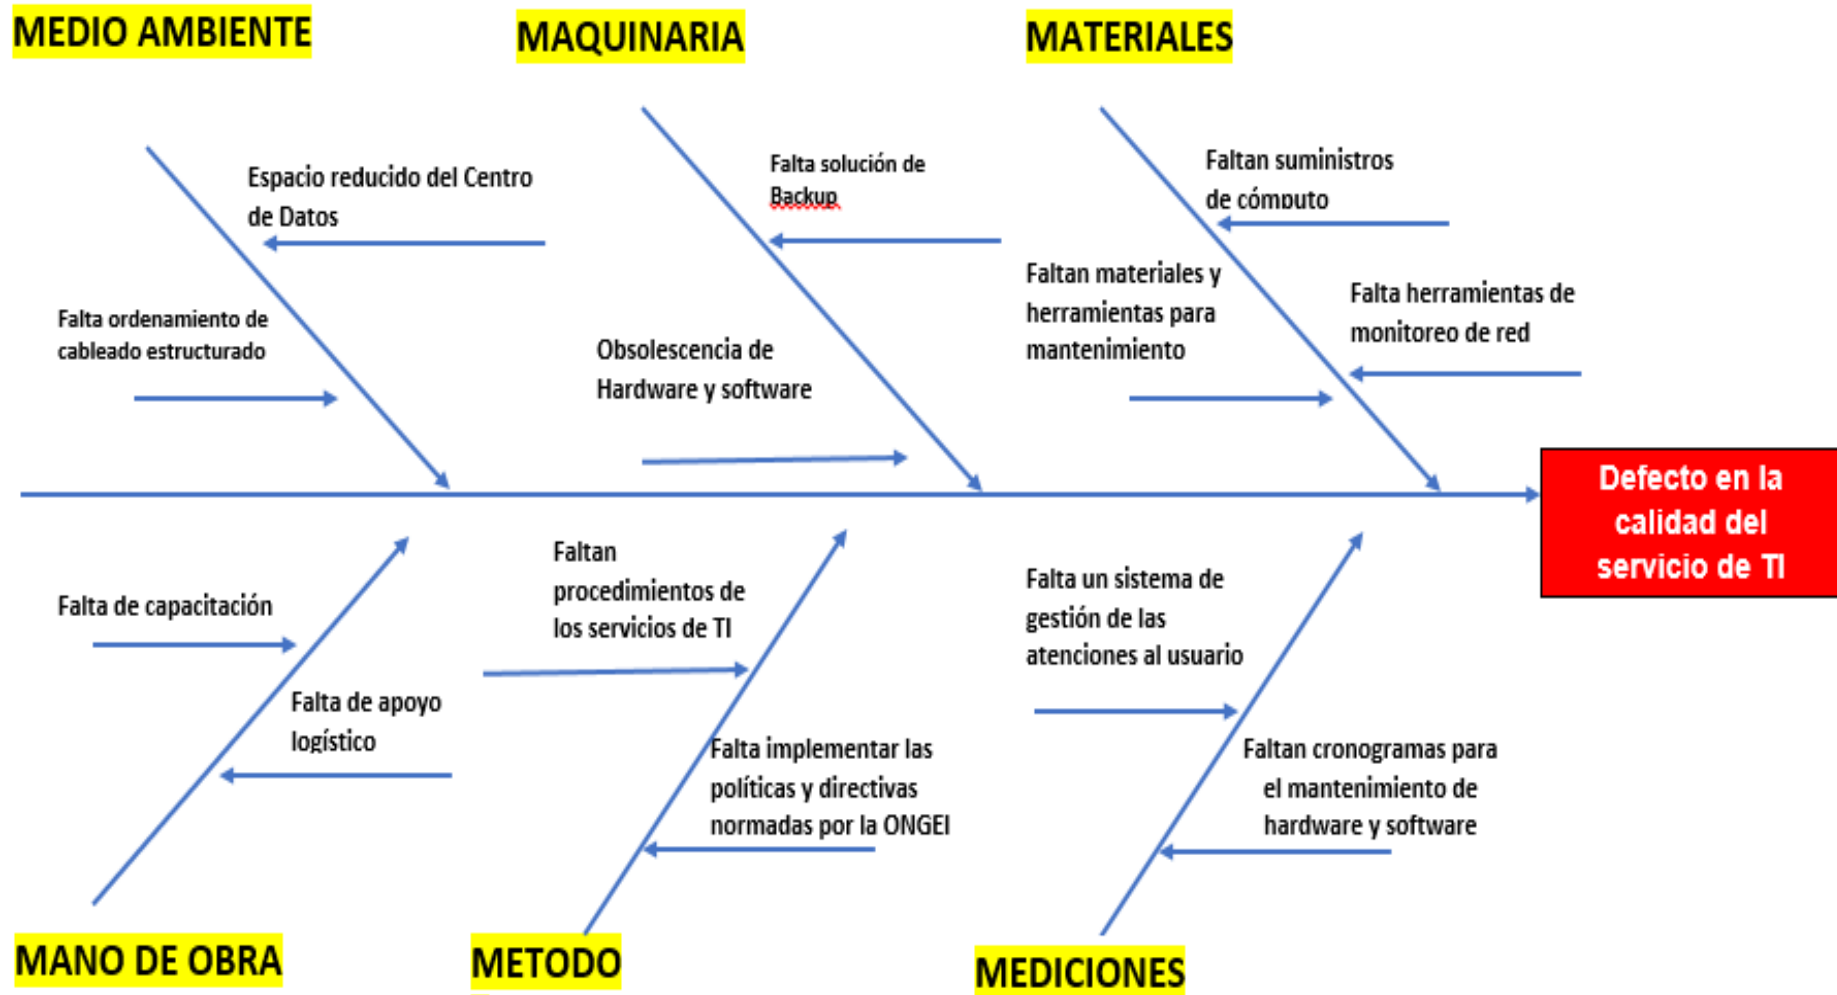 MEDIO AMBIENTE
MAQUINARIA
MATERIALES
Espacio reducido del Centro
de Datos
Falta ordenamiento de
cableado estructurado
Falta solución de
Backup
Obsolescencia de
Hardware y software
Faltan suministros
de cómputo
Faltan materiales y
herramientas para
mantenimiento
Falta herramientas de
monitoreo de red
Defecto en la
calidad del
servicio de TI
Falta de capacitación
Falta de apoyo
logístico
Faltan
procedimientos de
los servicios de TI
Falta implementar las
políticas y directivas
normadas por la ONGEI
Falta un sistema de
gestión de las
atenciones al usuario
Faltan cronogramas para
el mantenimiento de
hardware y software
MANO DE OBRA
METODO
MEDICIONES